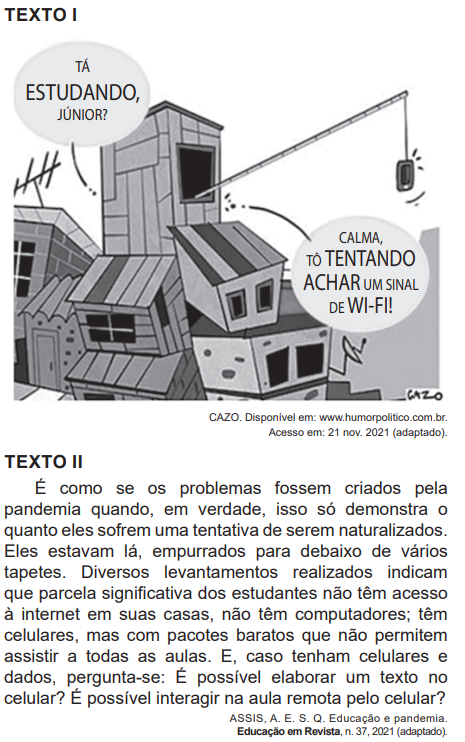 TEXTO I
TÁ
ESTUDANDO,
JÚNIOR?
CALMA,
TÔ TENTANDO
ACHAR UM SINAL
DE WI-FI!
CAZO
CAZO. Disponível em: www.humorpolitico.com.br.
Acesso em: 21 nov. 2021 (adaptado).
TEXTO II
É como se os problemas fossem criados pela
pandemia quando, em verdade, isso só demonstra o
quanto eles sofrem uma tentativa de serem naturalizados.
Eles estavam lá, empurrados para debaixo de vários
tapetes. Diversos levantamentos realizados indicam
que parcela significativa dos estudantes não têm acesso
à internet em suas casas, não têm computadores; têm
celulares, mas com pacotes baratos que não permitem
assistir a todas as aulas. E, caso tenham celulares e
dados, pergunta-se: É possível elaborar um texto no
celular? É possível interagir na aula remota pelo celular?
ASSIS, A. E. S. Q. Educação e pandemia.
Educação em Revista, n. 37, 2021 (adaptado).